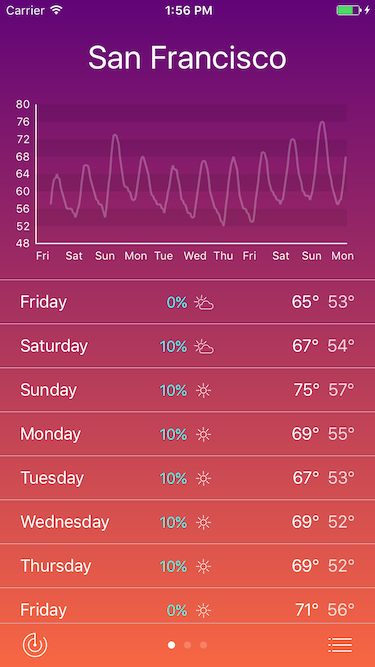 Carrier 1:56 PM
San Francisco
80
76
72
68
64
60
56
52
48
Fri Sat Sun Mon Tue Wed Thu Fri Sat Sun Mon
Friday 0% 65° 53°
Saturday 10% 67° 54°
Sunday 10% 75° 57°
Monday 10% 69° 55°
Tuesday 10% 67° 53°
Wednesday 10% 69° 52°
Thursday 10% 69° 52°
Friday 0% 71° 56°